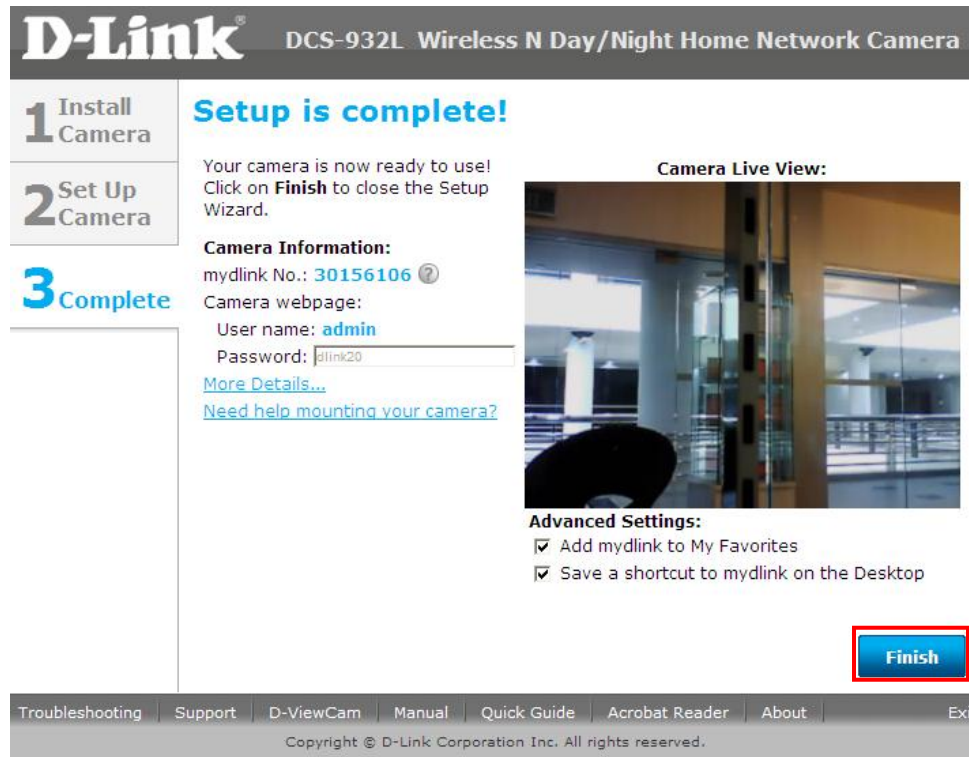 D-Link®
DCS-932L Wireless N Day/Night Home Network Camera
1 Install
Camera
2 Set Up
Camera
3 Complete
Setup is complete!
Your camera is now ready to use!
Click on Finish to close the Setup
Wizard.
Camera Information:
mydlink No.: 30156106 ?
Camera webpage:
User name: admin
Password: dlink20
More Details...
Need help mounting your camera?
Camera Live View:
Advanced Settings:
Add mydlink to My Favorites
Save a shortcut to mydlink on the Desktop
Finish
Troubleshooting Support D-ViewCam Manual Quick Guide Acrobat Reader About Exi
Copyright © D-Link Corporation Inc. All rights reserved.